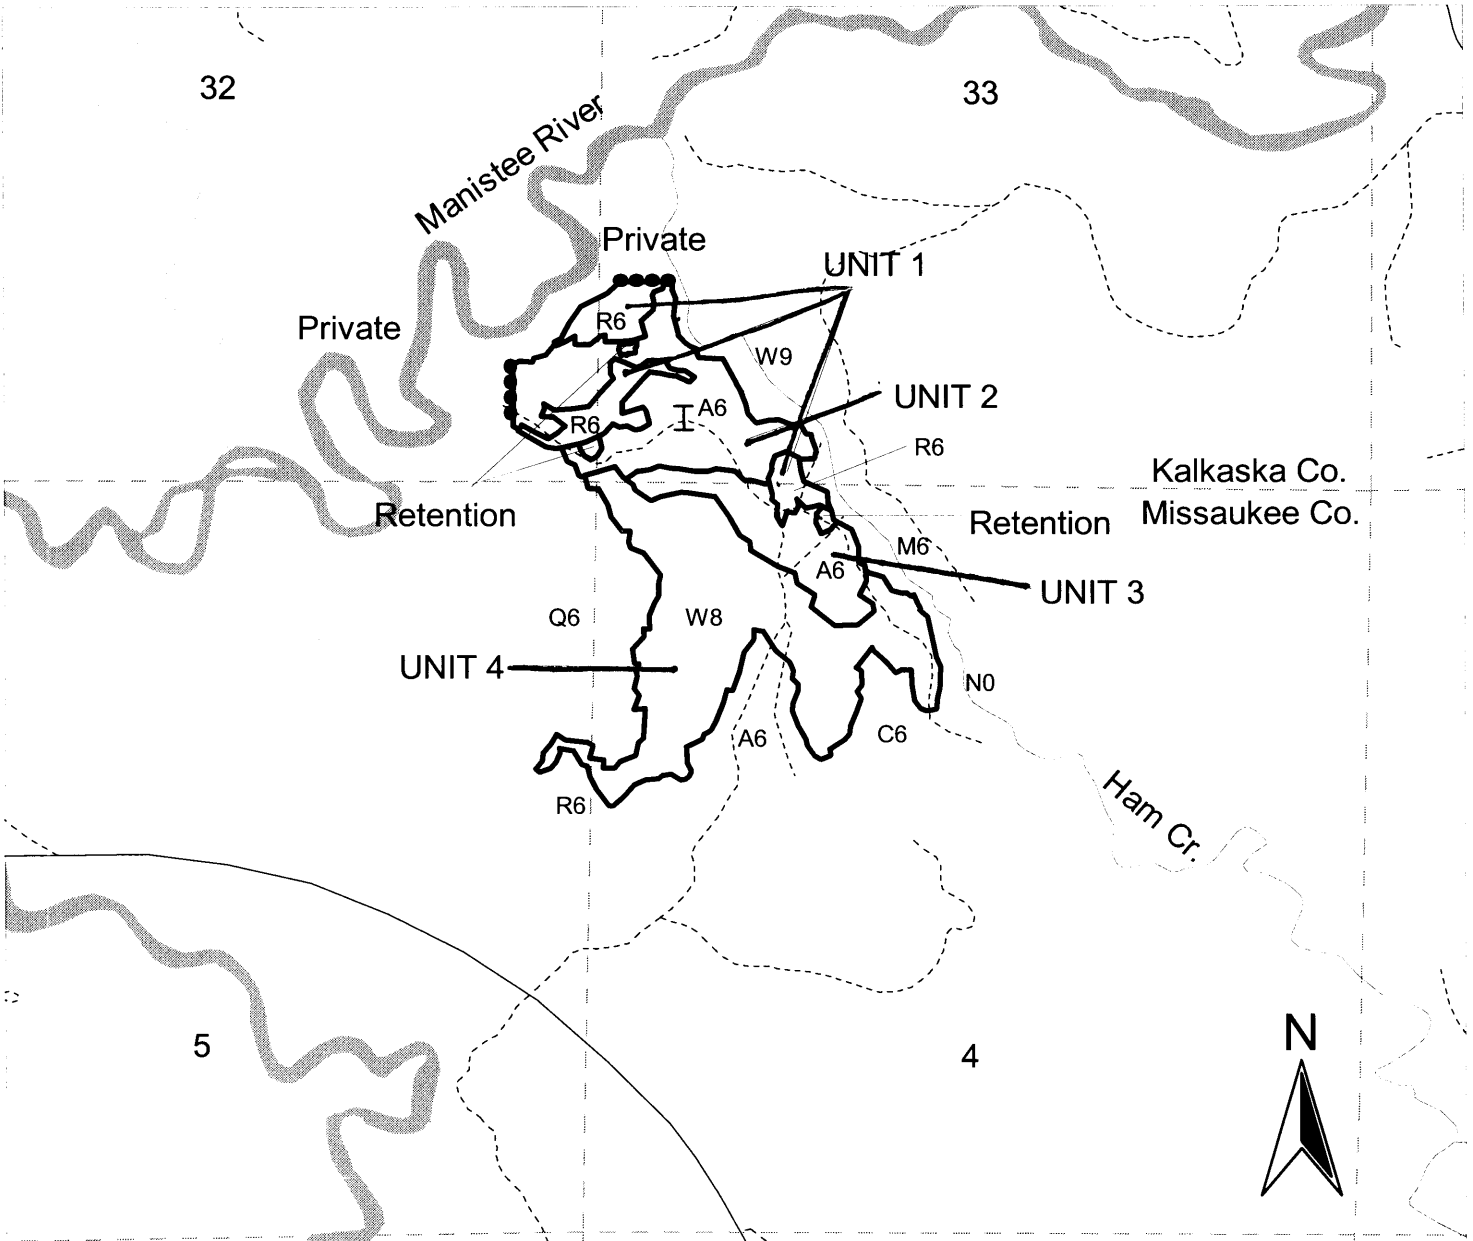 32
33
Manistee River
Private
UNIT 1
Private
R6
W9
UNIT 2
A6
R6
R6
Kalkaska Co.
Retention
Retention
Missaukee Co.
M6
A6
UNIT 3
Q6
W8
UNIT 4
N0
A6
C6
R6
Ham Cr.
N
5
4